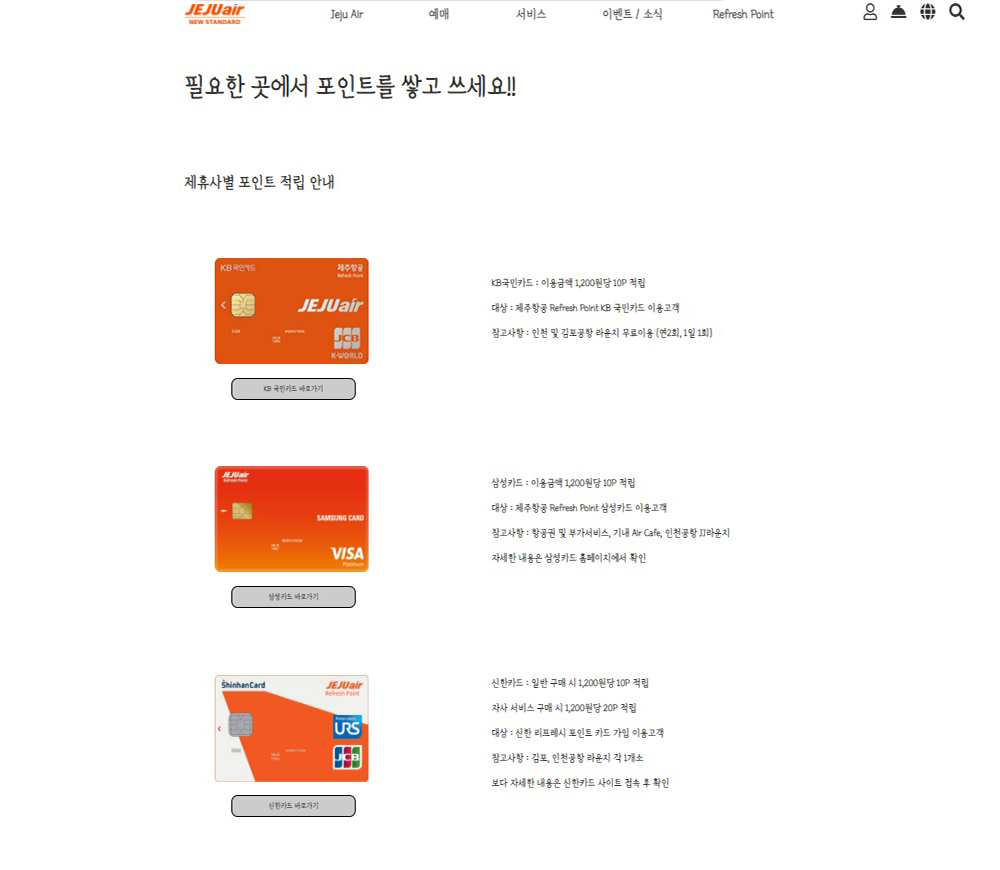 JEJUair
NEW STANDARD
Jeju Air
예매
서비스
이벤트 / 소식
Refresh Point
필요한 곳에서 포인트를 쌓고 쓰세요!!
제휴사별 포인트 적립 안내
KB 국민카드
제주항공
Refresh Point
JEJUair
JCB
K-WORLD
KB국민카드 : 이용금액 1,200원당 10P 적립
대상 : 제주항공 Refresh Point KB 국민카드 이용고객
참고사항 : 인천 및 김포공항 라운지 무료이용 (연2회, 1일 1회)
KB 국민카드 바로가기
JEJUair
Refresh Point
SAMSUNG CARD
VISA
Platinum
삼성카드 : 이용금액 1,200원당 10P 적립
대상 : 제주항공 Refresh Point 삼성카드 이용고객
참고사항 : 항공권 및 부가서비스, 기내 Air Cafe, 인천공항 JJ라운지
자세한 내용은 삼성카드 홈페이지에서 확인
삼성카드 바로가기
ShinhanCard
JEJUair
Refresh Point
URS
JCB
신한카드 : 일반 구매 시 1,200원당 10P 적립
자사 서비스 구매 시 1,200원당 20P 적립
대상 : 신한 리프레시 포인트 카드 가입 이용고객
참고사항 : 김포, 인천공항 라운지 각 1개소
보다 자세한 내용은 신한카드 사이트 접속 후 확인
신한카드 바로가기